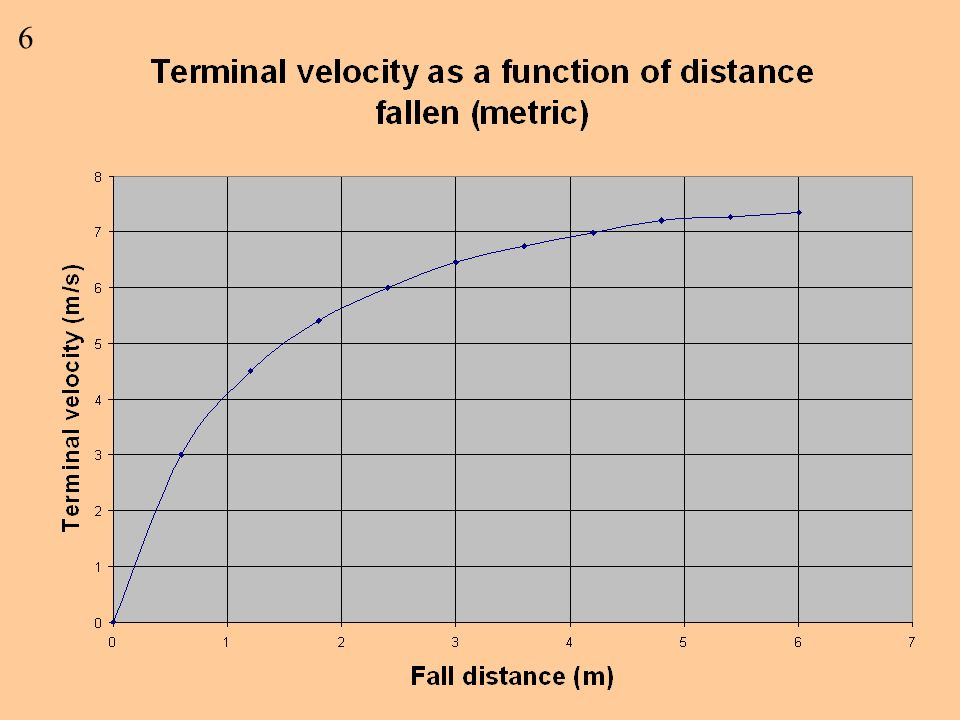 6
Terminal velocity as a function of distance
fallen (metric)
8
7
6
5
4
3
2
1
0
Terminal velocity (m/s)
0 1 2 3 4 5 6 7
Fall distance (m)